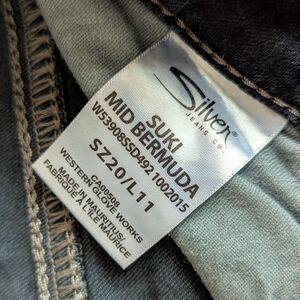 Silver
JEANS CO.
SUKI
MID BERMUDA
W53908SSD492 1002015
SZ20/L11
CA00508
WESTERN GLOVE WORKS
MADE IN MAURITIUS/
FABRIQUÉ À L'ÎLE MAURICE